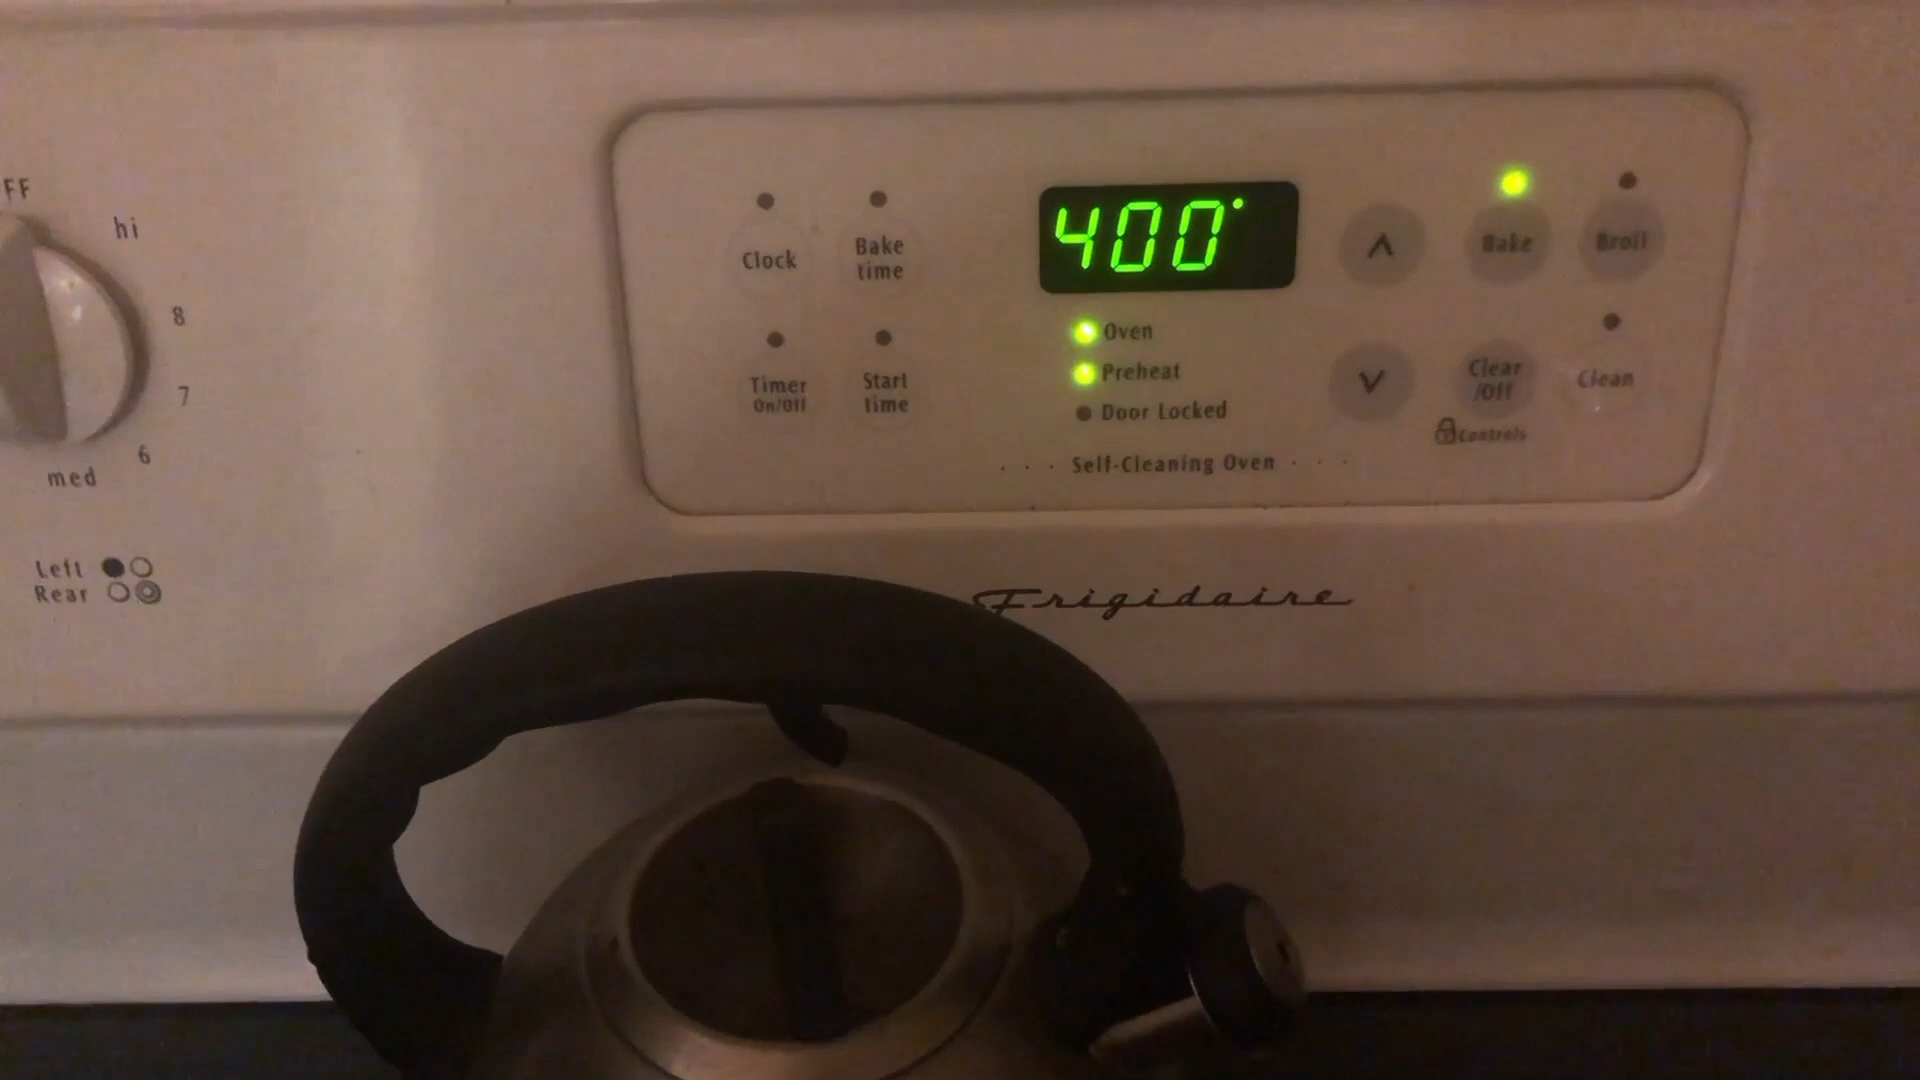 FF
hi
8
7
6
med
Left
Rear
Clock
Bake
time
Timer
On/Off
Start
time
400°
Oven
Preheat
Door Locked
Self-Cleaning Oven
^
Bake
Broil
v
Clear
/Off
Clean
Controls
Frigidaire